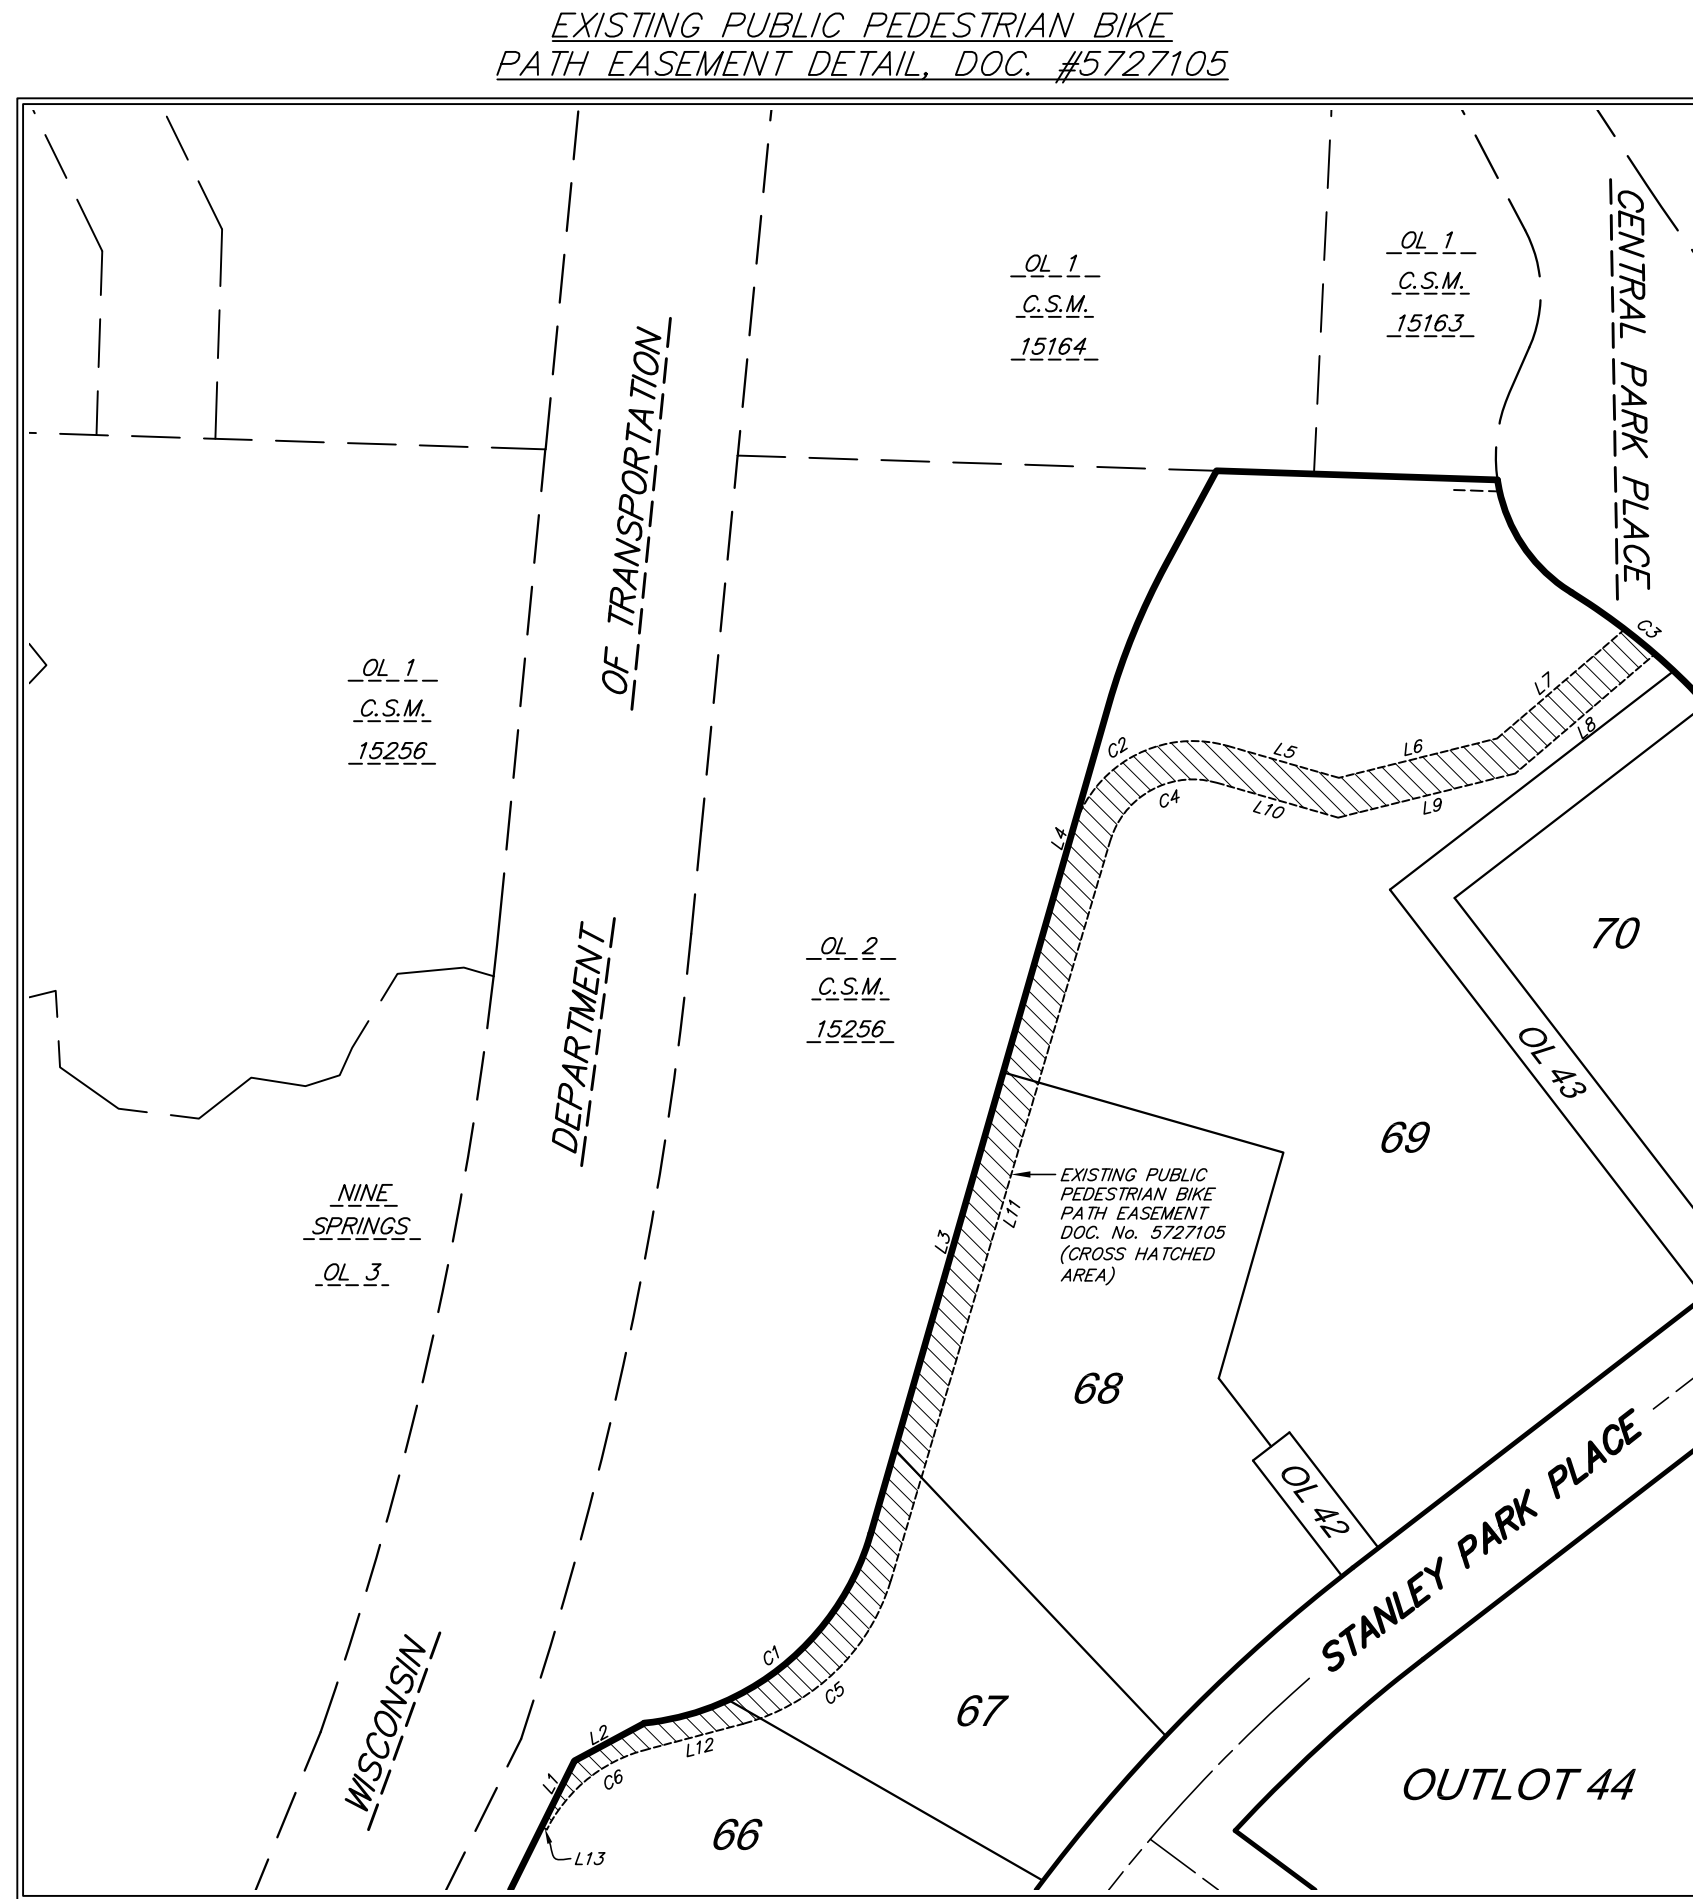 EXISTING PUBLIC PEDESTRIAN BIKE
PATH EASEMENT DETAIL, DOC. #5727105
OL 1
C.S.M.
15164
OL 1
C.S.M.
15163
CENTRAL PARK PLACE
WISCONSIN
DEPARTMENT
OF TRANSPORTATION
OL 1
C.S.M.
15256
OL 2
C.S.M.
15256
NINE
SPRINGS
OL 3
C3
L7
L8
L6
L9
L5
L10
C2
C4
L4
70
OL 43
69
EXISTING PUBLIC
PEDESTRIAN BIKE
PATH EASEMENT
DOC. No. 5727105
(CROSS HATCHED
AREA)
L11
L3
68
OL 42
STANLEY PARK PLACE
C1
C5
67
L2
L12
L1
C6
L13
66
OUTLOT 44